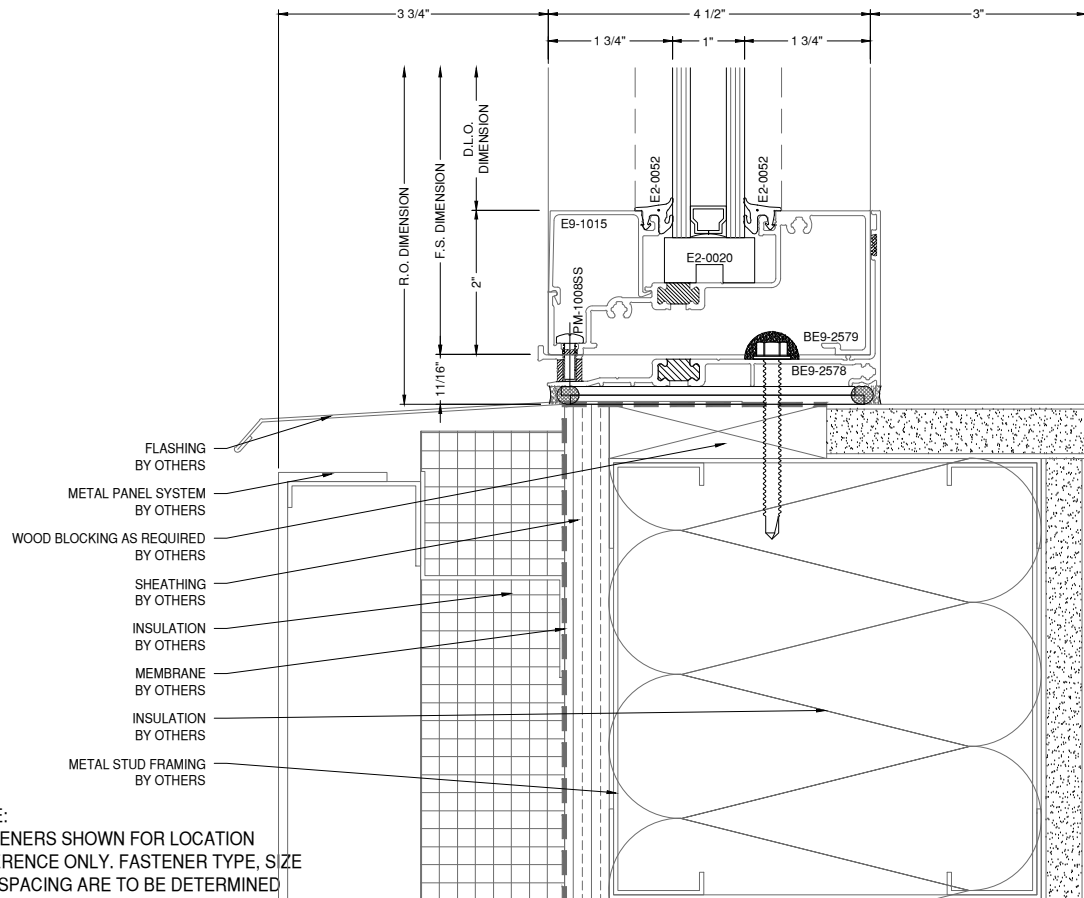 3 3/4"
4 1/2"
3"
1 3/4"
1"
1 3/4"
R.O. DIMENSION
F.S. DIMENSION
D.L.O.
DIMENSION
2"
11/16"
E2-0052
E2-0052
E9-1015
E2-0020
PM-1008SS
BE9-2579
BE9-2578
FLASHING
BY OTHERS
METAL PANEL SYSTEM
BY OTHERS
WOOD BLOCKING AS REQUIRED
BY OTHERS
SHEATHING
BY OTHERS
INSULATION
BY OTHERS
MEMBRANE
BY OTHERS
INSULATION
BY OTHERS
METAL STUD FRAMING
BY OTHERS
E:
ENERS SHOWN FOR LOCATION
ERENCE ONLY. FASTENER TYPE, SIZE
SPACING ARE TO BE DETERMINED